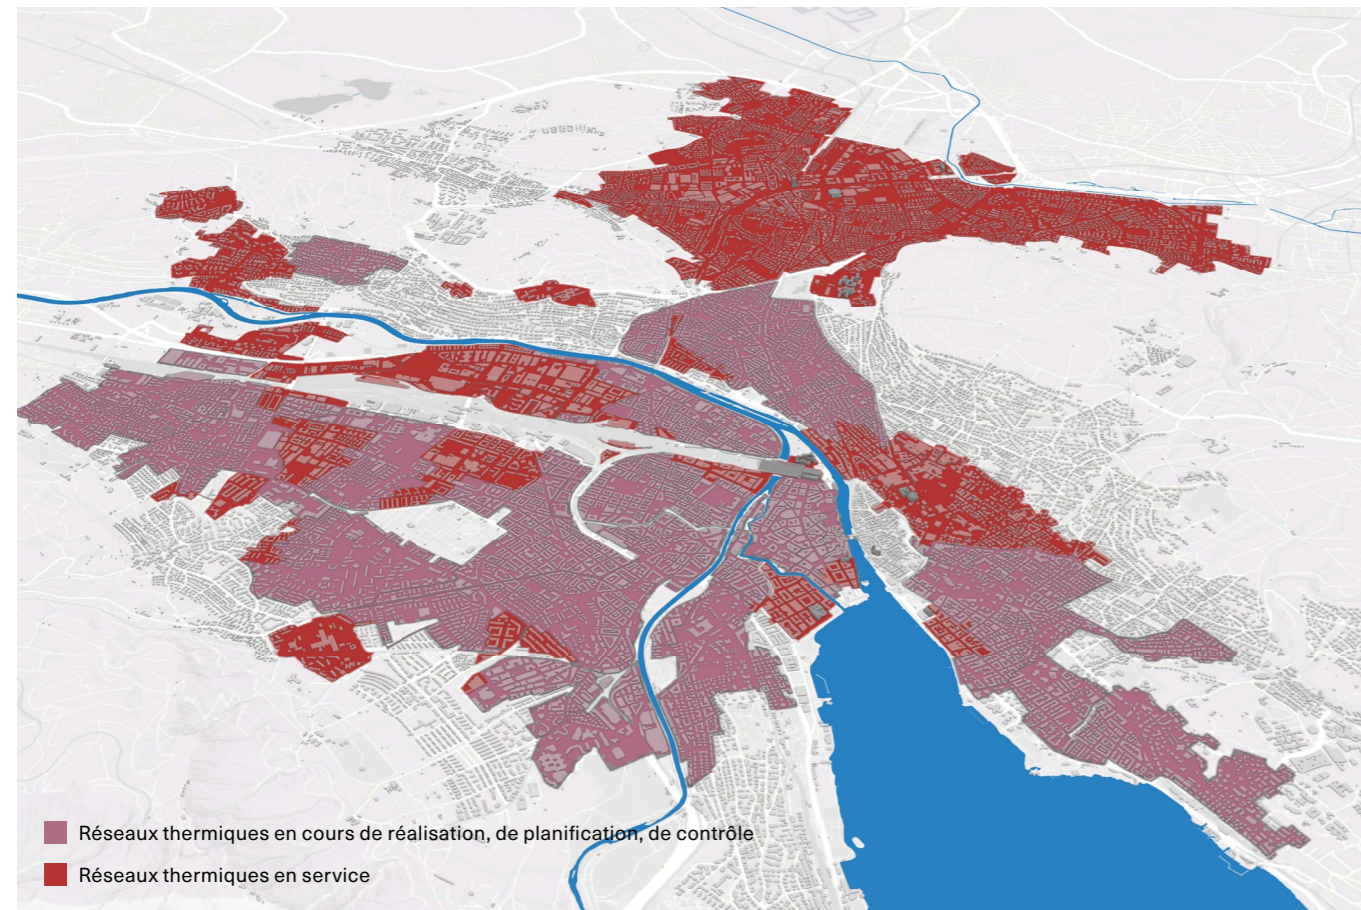 Réseaux thermiques en cours de réalisation, de planification, de contrôle
Réseaux thermiques en service